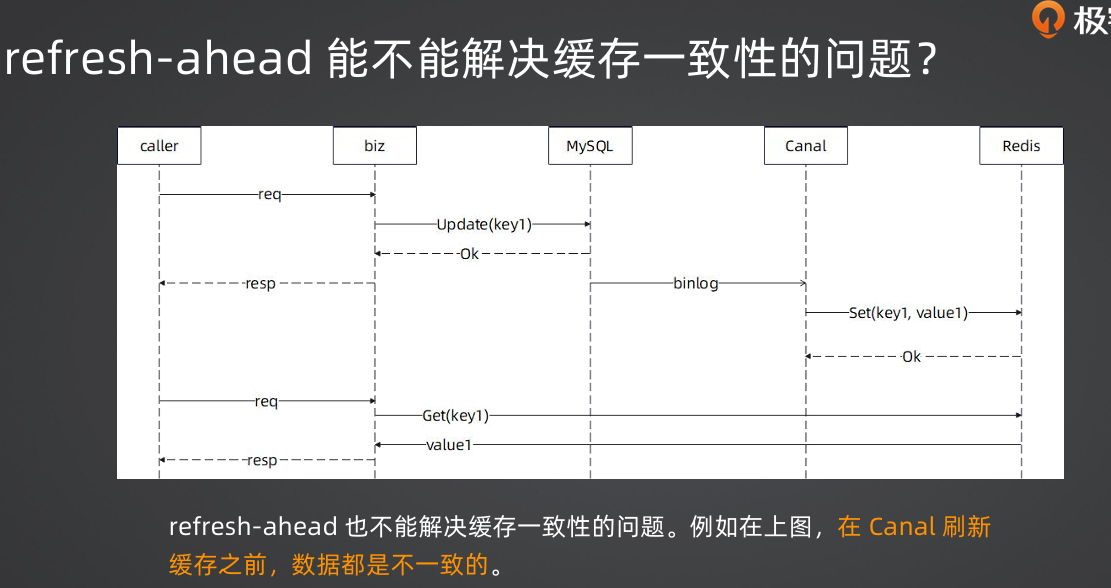 极
refresh-ahead 能不能解决缓存一致性的问题？
caller biz MySQL Canal Redis
req
Update(key1)
Ok
resp binlog
Set(key1, value1)
Ok
req
Get(key1)
value1
resp
refresh-ahead 也不能解决缓存一致性的问题。例如在上图，在 Canal 刷新
缓存之前，数据都是不一致的。